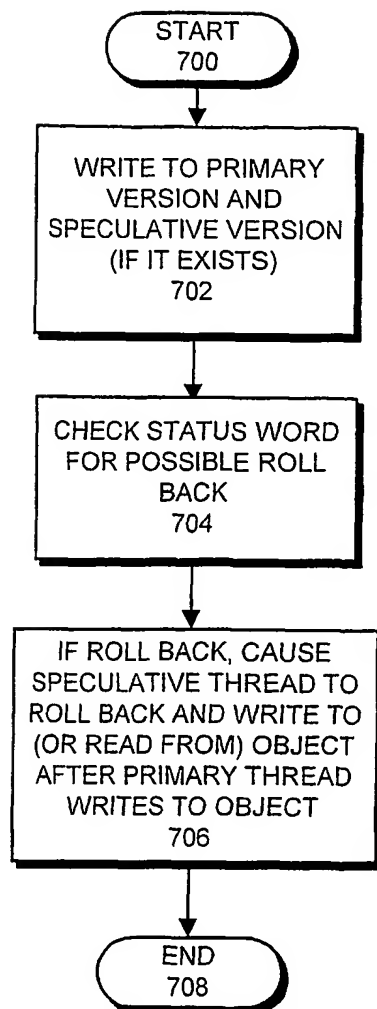 START
700
WRITE TO PRIMARY
VERSION AND
SPECULATIVE VERSION
(IF IT EXISTS)
702
CHECK STATUS WORD
FOR POSSIBLE ROLL
BACK
704
IF ROLL BACK, CAUSE
SPECULATIVE THREAD TO
ROLL BACK AND WRITE TO
(OR READ FROM) OBJECT
AFTER PRIMARY THREAD
WRITES TO OBJECT
706
END
708